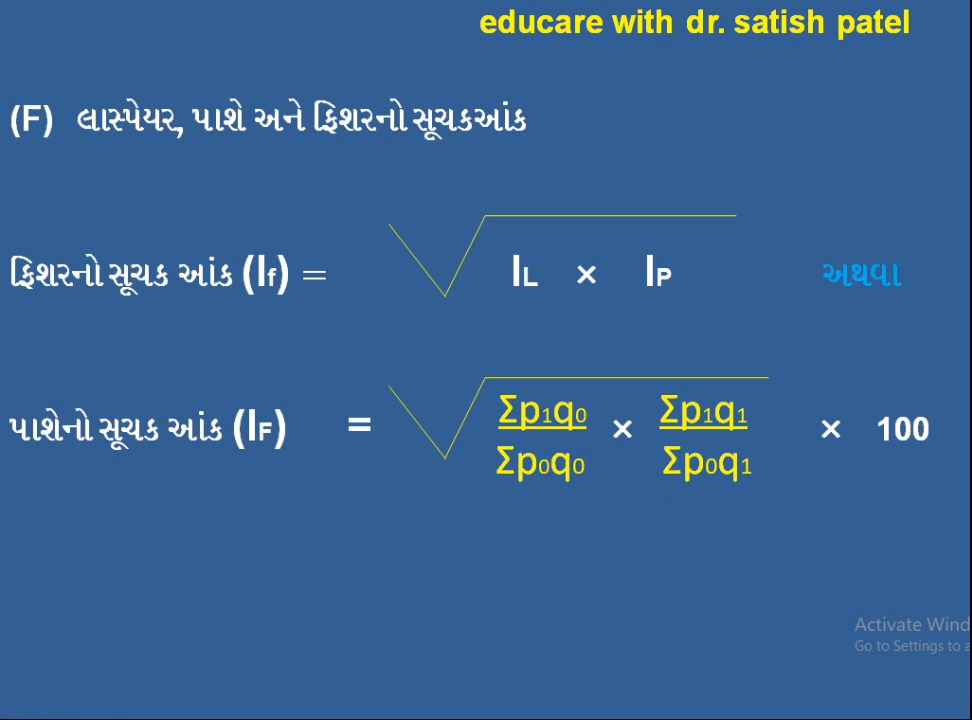 educare with dr. satish patel
(F) લાસ્પેયર, પાશે અને ફિશરનો સૂચકઆંક
ફિશરનો સૂચક આંક (If) = √ IL × IP અથવા
પાશેનો સૂચક આંક (IF) = √ Σp1q0 / Σp0q0 × Σp1q1 / Σp0q1 × 100
Activate Wind
Go to Settings to a